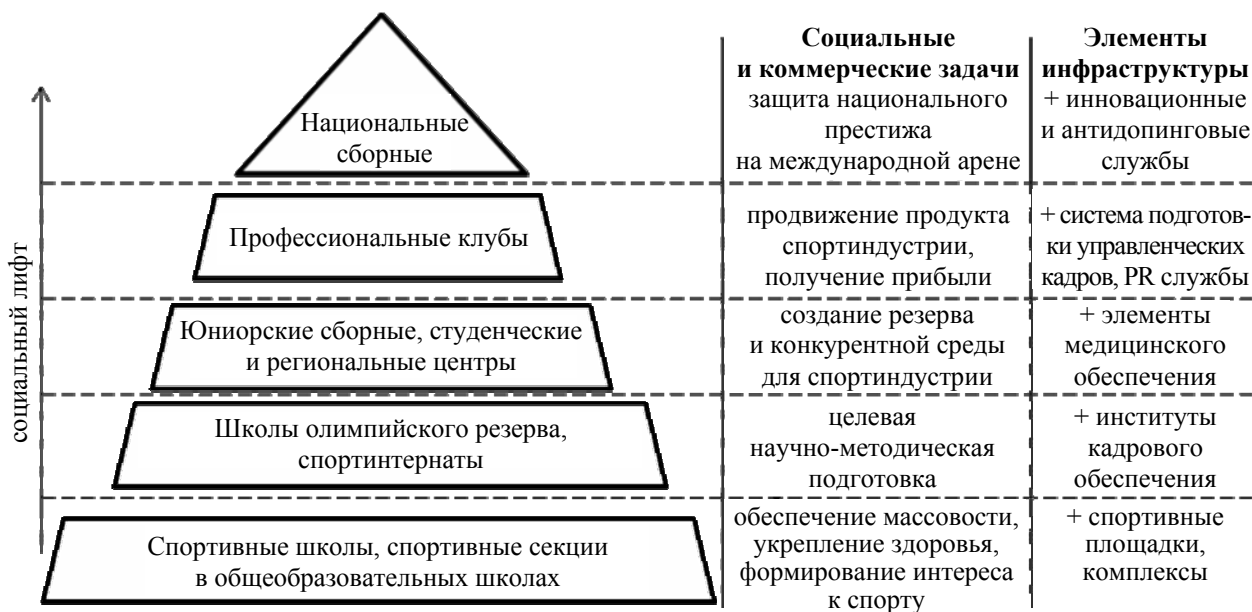 Социальные
и коммерческие задачи
Элементы
инфраструктуры
Национальные
сборные
защита национального
престижа
на международной арене
+ инновационные
и антидопинговые
службы
Профессиональные клубы
продвижение продукта
спортиндустрии,
получение прибыли
+ система подготов-
ки управленческих
кадров, PR службы
Юниорские сборные, студенческие
и региональные центры
создание резерва
и конкурентной среды
для спортиндустрии
+ элементы
медицинского
обеспечения
Школы олимпийского резерва,
спортинтернаты
целевая
научно-методическая
подготовка
+ институты
кадрового
обеспечения
Спортивные школы, спортивные секции
в общеобразовательных школах
обеспечение массовости,
укрепление здоровья,
формирование интереса
к спорту
+ спортивные
площадки,
комплексы
социальный лифт